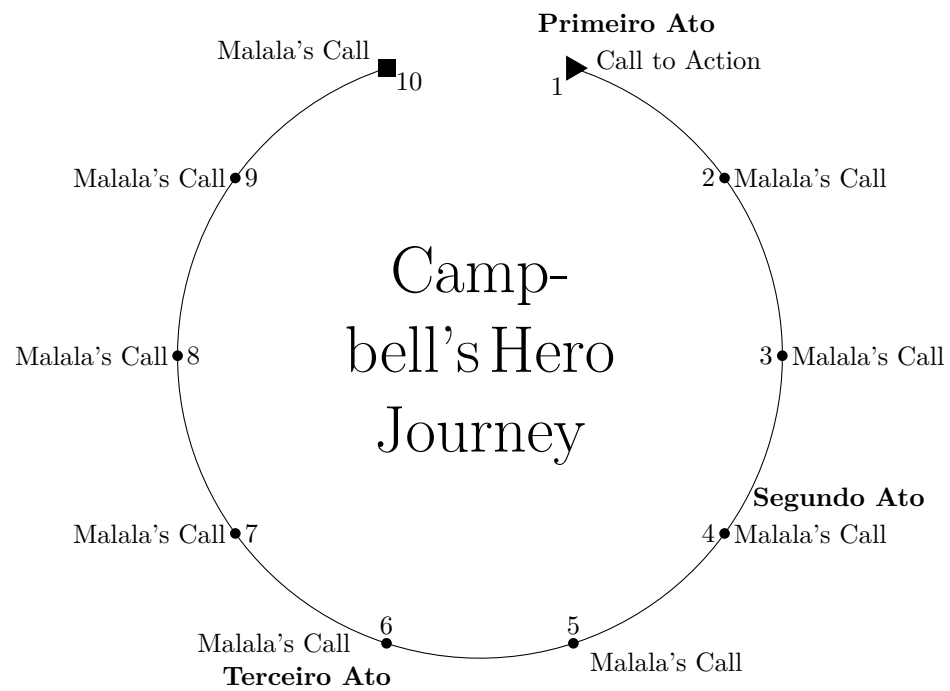 Primeiro Ato
Call to Action
1
2
Malala's Call
3
Malala's Call
Segundo Ato
4
Malala's Call
5
Malala's Call
6
Malala's Call
Terceiro Ato
7
Malala's Call
8
Malala's Call
9
Malala's Call
10
Malala's Call
Camp-
bell's Hero
Journey